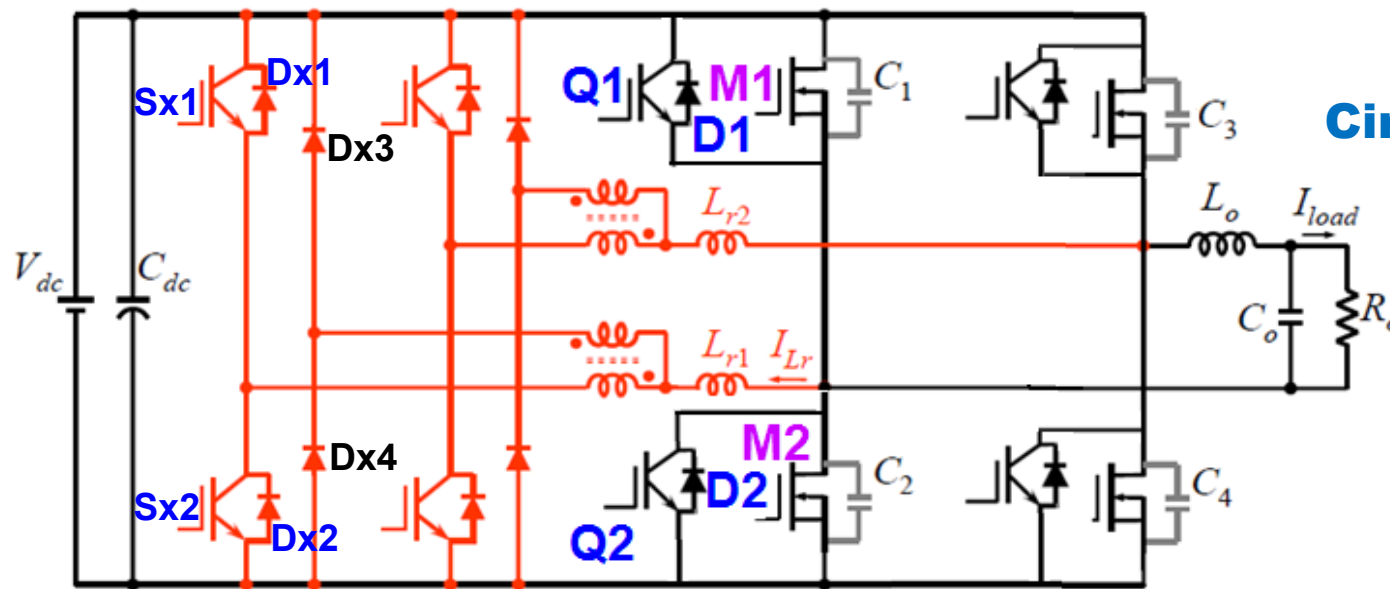 Dx1
Sx1
Q1
M1
C1
D1
C3
Cir
Dx3
Lr2
Lo
Iload
Vdc
Cdc
Lr1
ILr
Co
Dx4
M2
Sx2
D2
C2
C4
Dx2
Q2